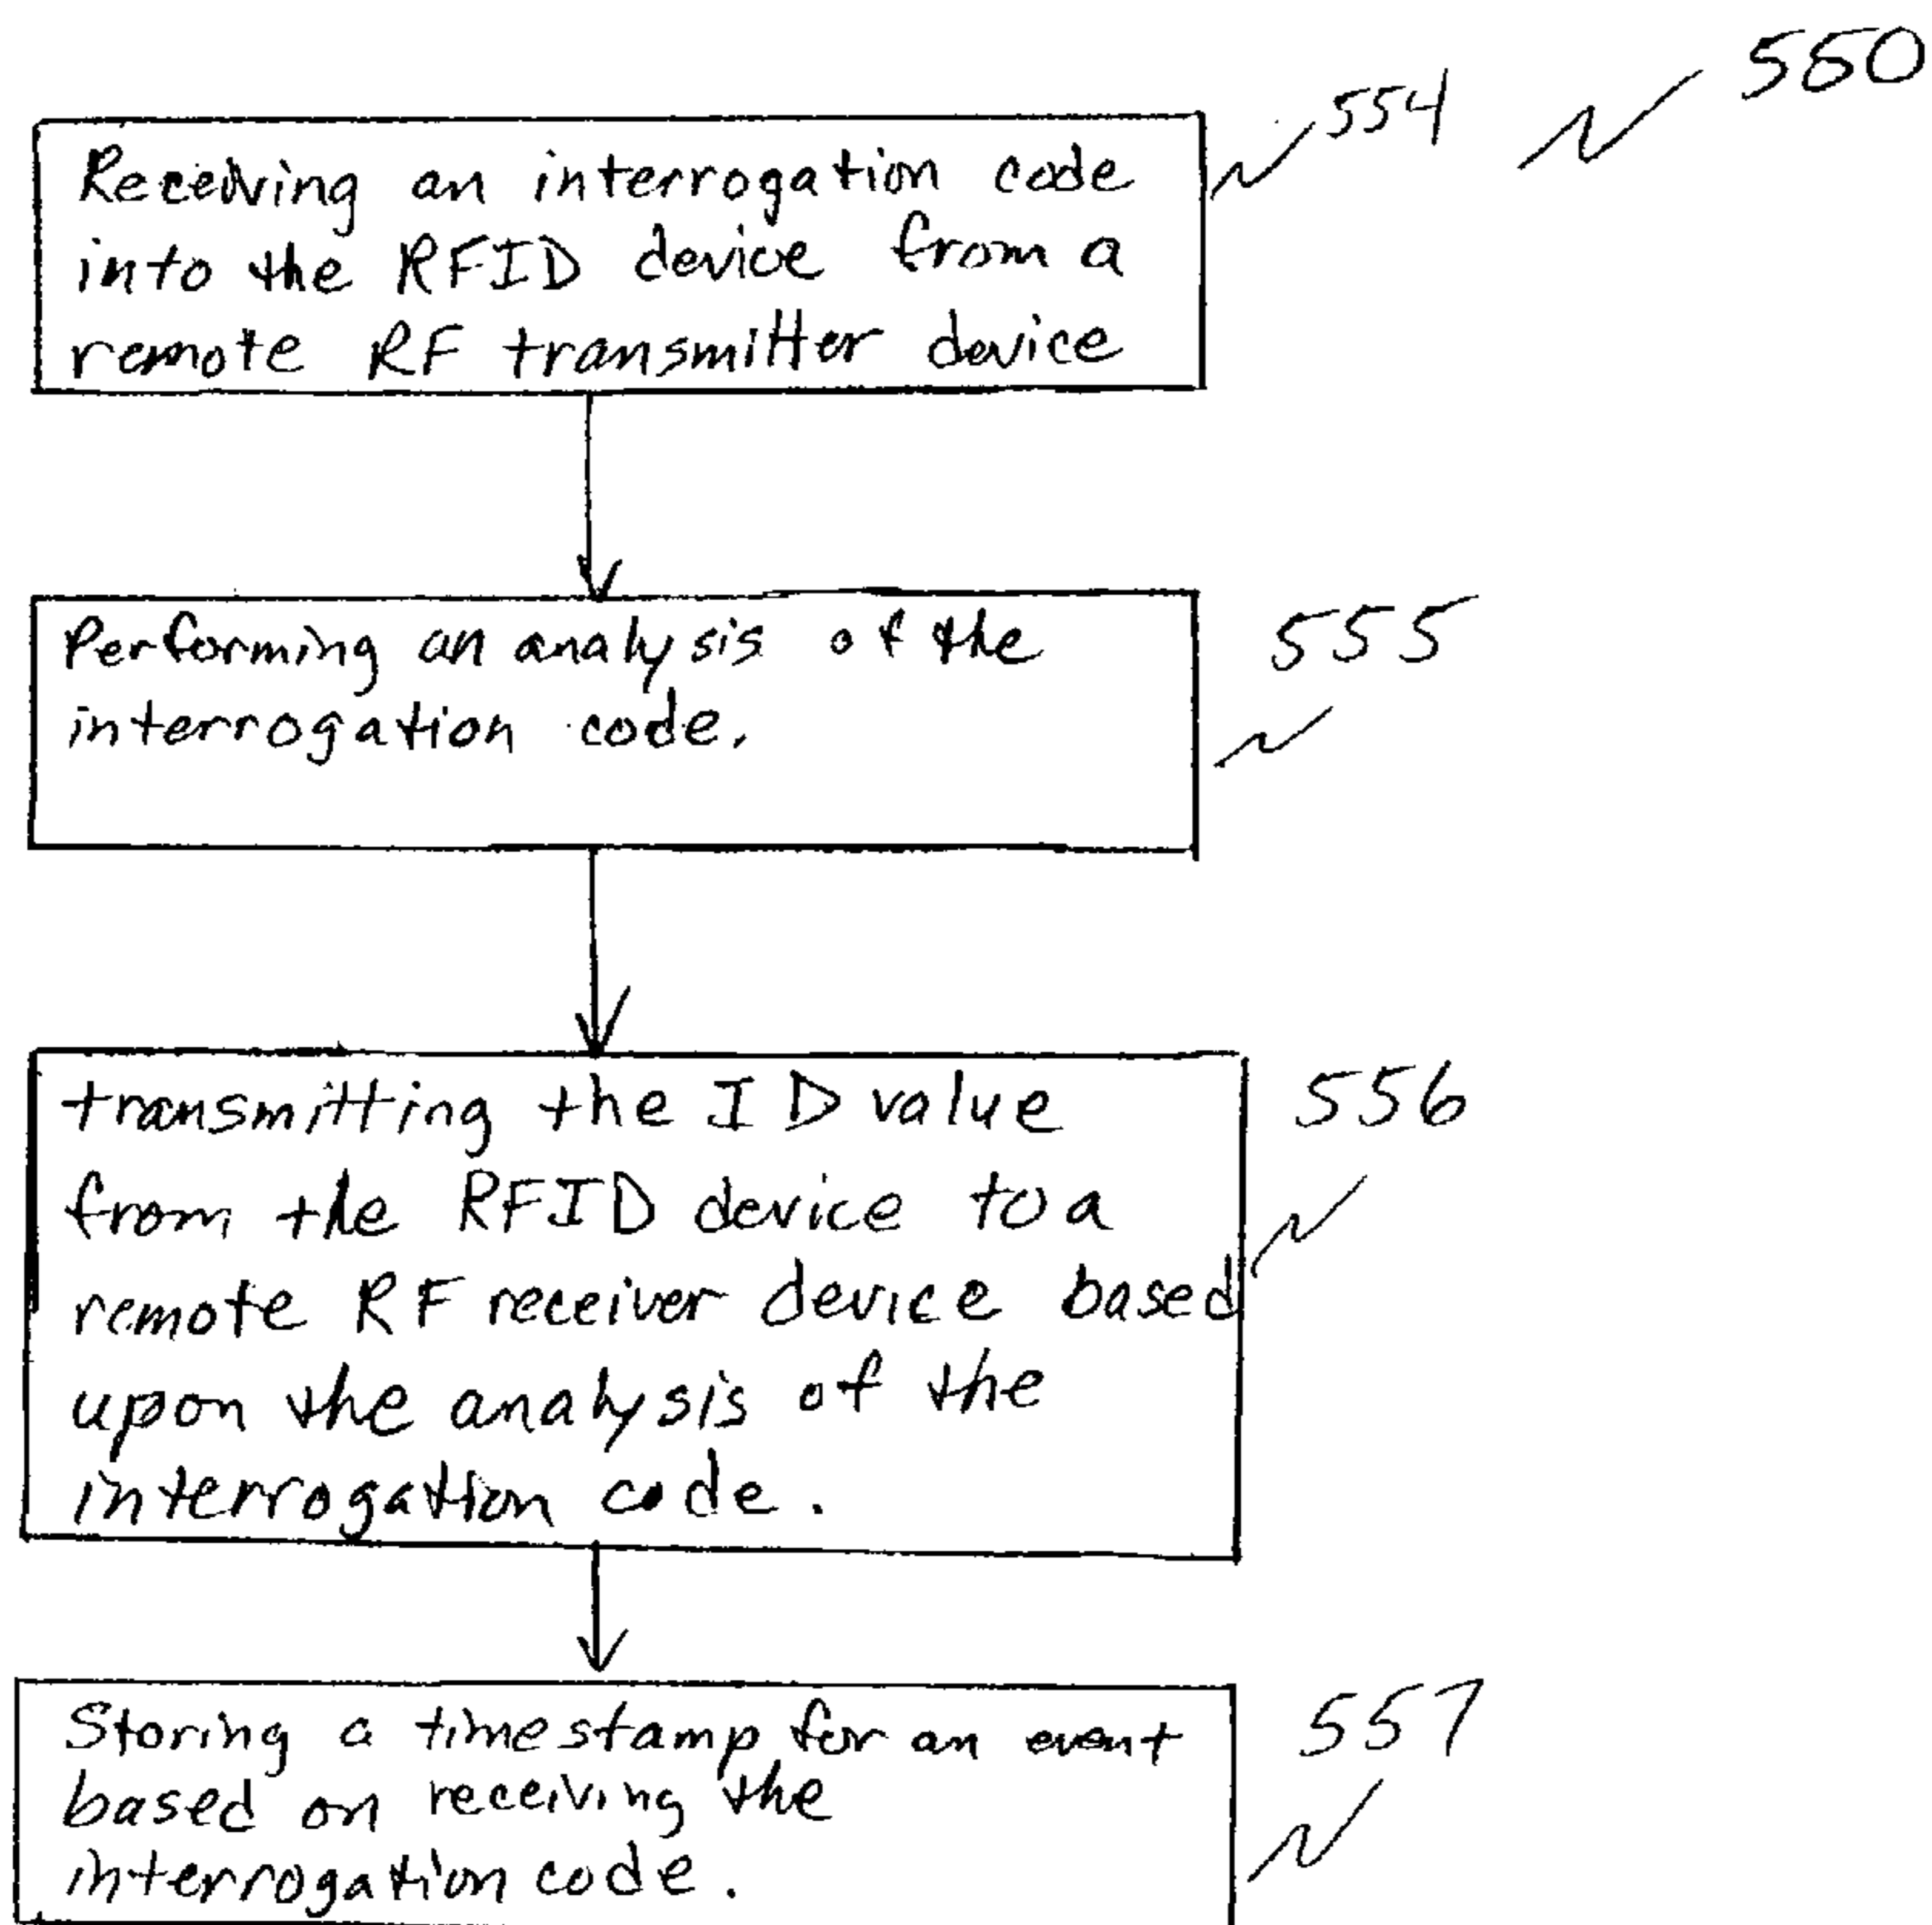 550
554
Receiving an interrogation code
into the RFID device from a
remote RF transmitter device
Performing an analysis of the
interrogation code.
555
transmitting the ID value
from the RFID device to a
remote RF receiver device based
upon the analysis of the
interrogation code.
556
Storing a timestamp for an event
based on receiving the
interrogation code.
557